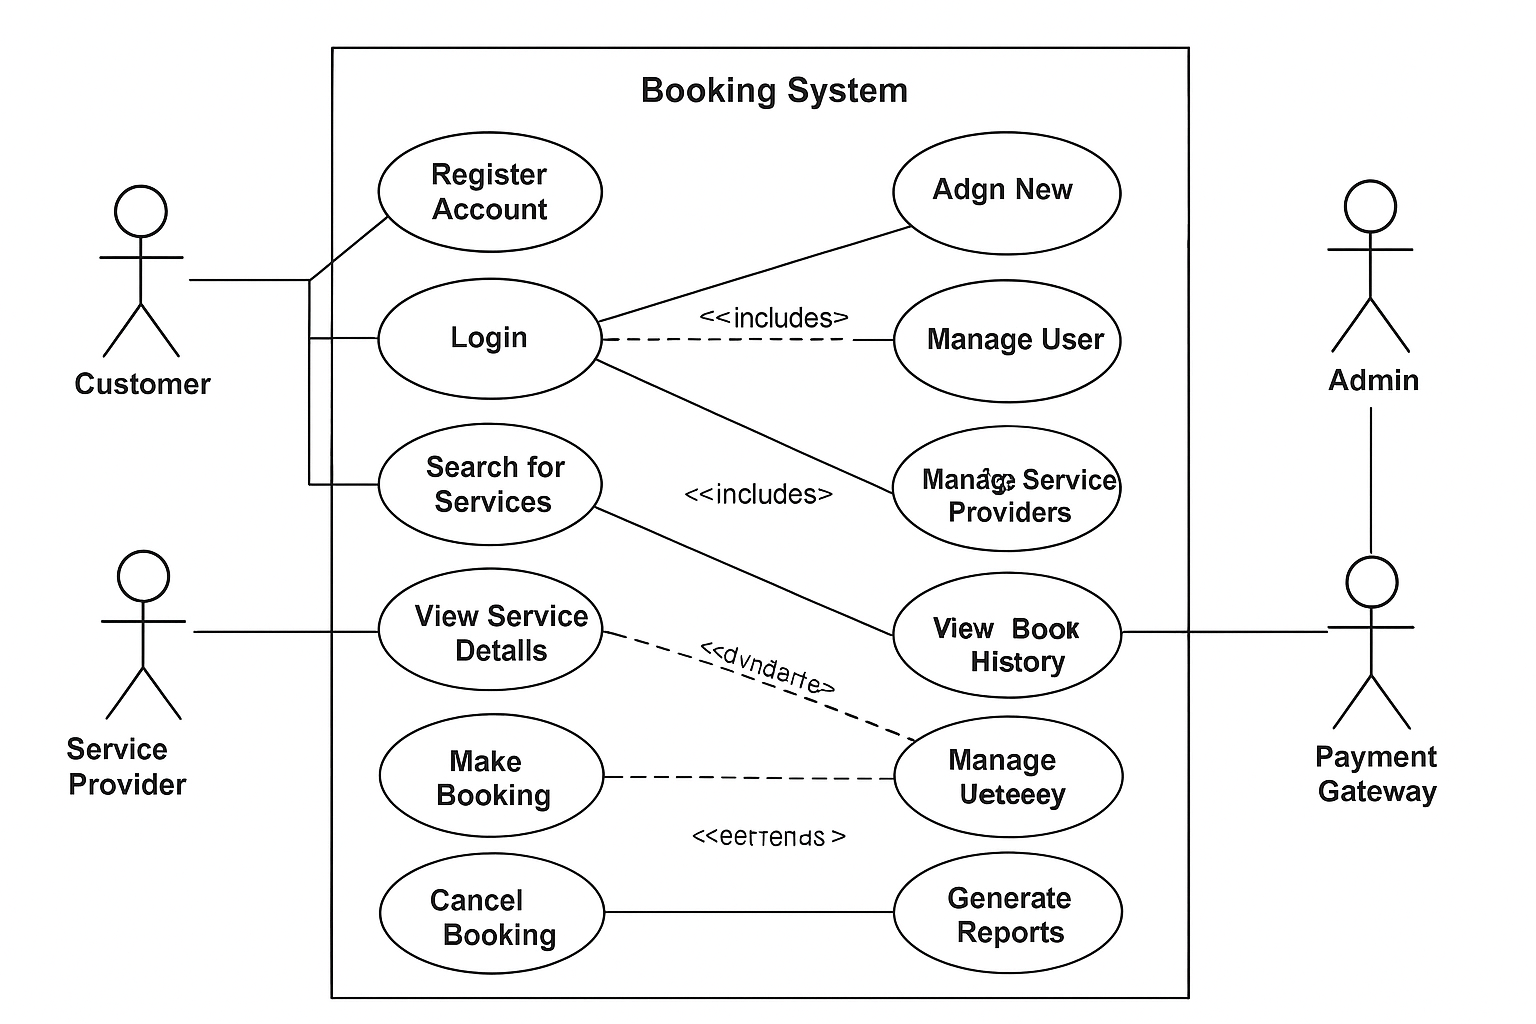 Booking System
Register
Account
Adgn New
Login
<<includes>
Manage User
Customer
Admin
Search for
Services
<<includes>
Manage Service
Providers
View Service
Detalls
<<dvndarte>
View Book
History
Service
Provider
Make
Booking
Manage
Ueteeey
Payment
Gateway
<<eertends >
Cancel
Booking
Generate
Reports